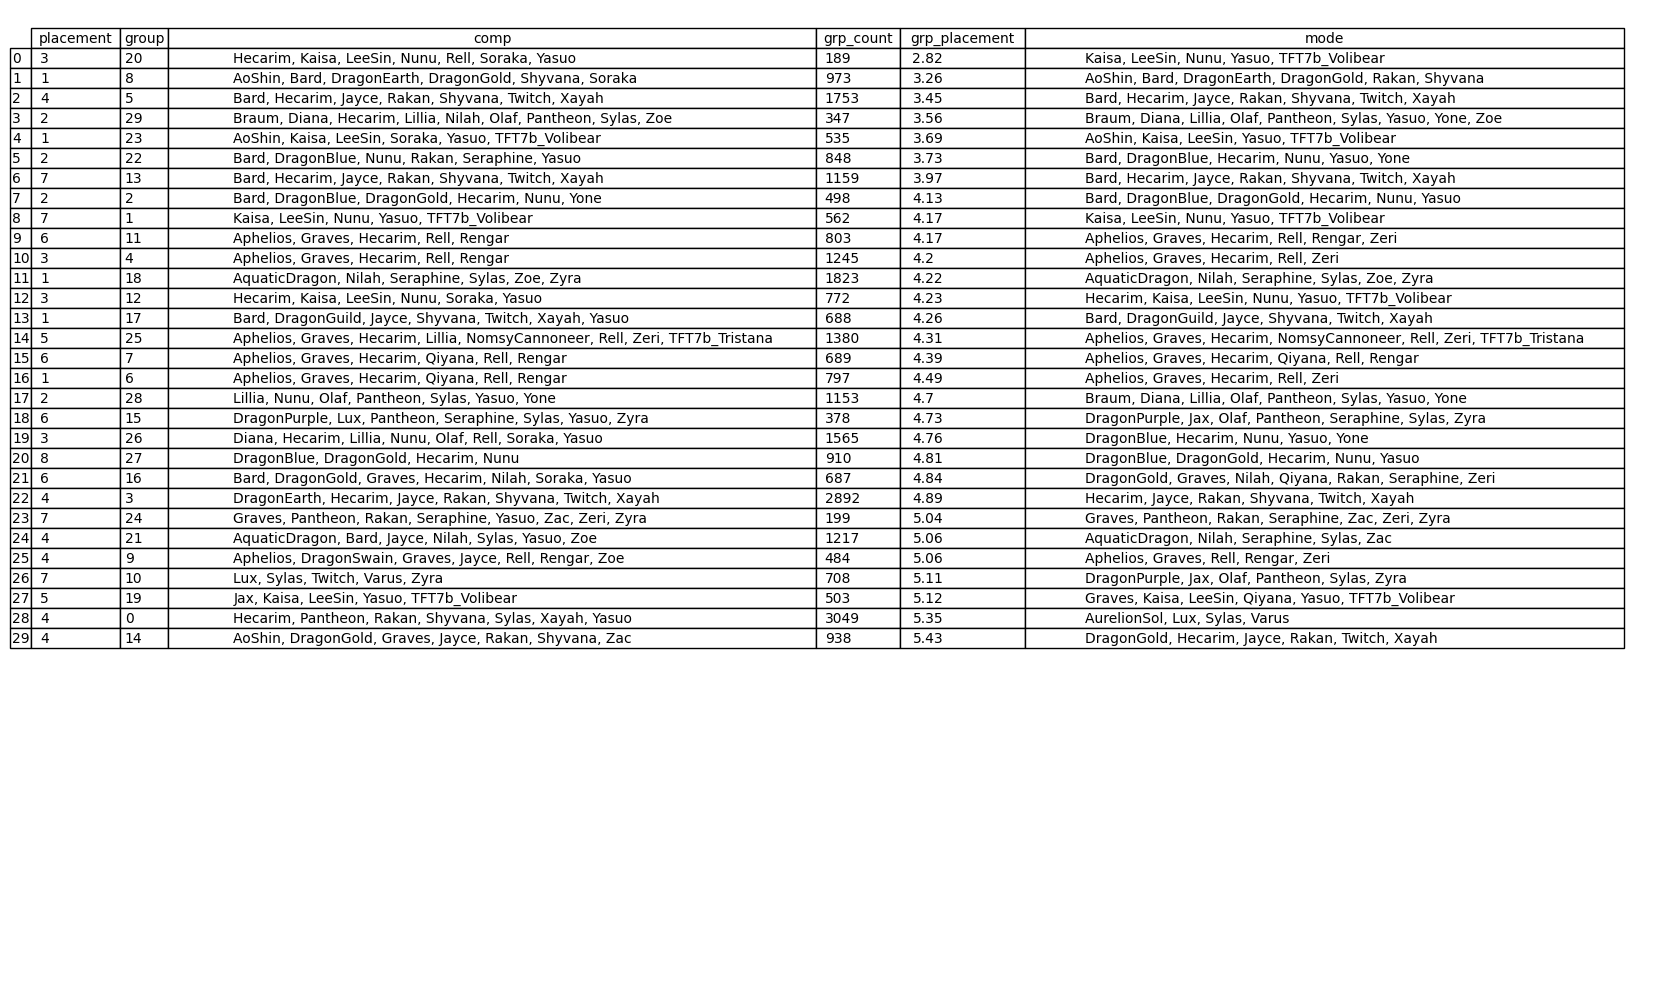 placement group comp grp_count grp_placement mode
0 3 20 Hecarim, Kaisa, LeeSin, Nunu, Rell, Soraka, Yasuo 189 2.82 Kaisa, LeeSin, Nunu, Yasuo, TFT7b_Volibear
1 1 8 AoShin, Bard, DragonEarth, DragonGold, Shyvana, Soraka 973 3.26 AoShin, Bard, DragonEarth, DragonGold, Rakan, Shyvana
2 4 5 Bard, Hecarim, Jayce, Rakan, Shyvana, Twitch, Xayah 1753 3.45 Bard, Hecarim, Jayce, Rakan, Shyvana, Twitch, Xayah
3 2 29 Braum, Diana, Hecarim, Lillia, Nilah, Olaf, Pantheon, Sylas, Zoe 347 3.56 Braum, Diana, Lillia, Olaf, Pantheon, Sylas, Yasuo, Yone, Zoe
4 1 23 AoShin, Kaisa, LeeSin, Soraka, Yasuo, TFT7b_Volibear 535 3.69 AoShin, Kaisa, LeeSin, Yasuo, TFT7b_Volibear
5 2 22 Bard, DragonBlue, Nunu, Rakan, Seraphine, Yasuo 848 3.73 Bard, DragonBlue, Hecarim, Nunu, Yasuo, Yone
6 7 13 Bard, Hecarim, Jayce, Rakan, Shyvana, Twitch, Xayah 1159 3.97 Bard, Hecarim, Jayce, Rakan, Shyvana, Twitch, Xayah
7 2 2 Bard, DragonBlue, DragonGold, Hecarim, Nunu, Yone 498 4.13 Bard, DragonBlue, DragonGold, Hecarim, Nunu, Yasuo
8 7 1 Kaisa, LeeSin, Nunu, Yasuo, TFT7b_Volibear 562 4.17 Kaisa, LeeSin, Nunu, Yasuo, TFT7b_Volibear
9 6 11 Aphelios, Graves, Hecarim, Rell, Rengar 803 4.17 Aphelios, Graves, Hecarim, Rell, Rengar, Zeri
10 3 4 Aphelios, Graves, Hecarim, Rell, Rengar 1245 4.2 Aphelios, Graves, Hecarim, Rell, Zeri
11 1 18 AquaticDragon, Nilah, Seraphine, Sylas, Zoe, Zyra 1823 4.22 AquaticDragon, Nilah, Seraphine, Sylas, Zoe, Zyra
12 3 12 Hecarim, Kaisa, LeeSin, Nunu, Soraka, Yasuo 772 4.23 Hecarim, Kaisa, LeeSin, Nunu, Yasuo, TFT7b_Volibear
13 1 17 Bard, DragonGuild, Jayce, Shyvana, Twitch, Xayah, Yasuo 688 4.26 Bard, DragonGuild, Jayce, Shyvana, Twitch, Xayah
14 5 25 Aphelios, Graves, Hecarim, Lillia, NomsyCannoneer, Rell, Zeri, TFT7b_Tristana 1380 4.31 Aphelios, Graves, Hecarim, NomsyCannoneer, Rell, Zeri, TFT7b_Tristana
15 6 7 Aphelios, Graves, Hecarim, Qiyana, Rell, Rengar 689 4.39 Aphelios, Graves, Hecarim, Qiyana, Rell, Rengar
16 1 6 Aphelios, Graves, Hecarim, Qiyana, Rell, Rengar 797 4.49 Aphelios, Graves, Hecarim, Rell, Zeri
17 2 28 Lillia, Nunu, Olaf, Pantheon, Sylas, Yasuo, Yone 1153 4.7 Braum, Diana, Lillia, Olaf, Pantheon, Sylas, Yasuo, Yone
18 6 15 DragonPurple, Lux, Pantheon, Seraphine, Sylas, Yasuo, Zyra 378 4.73 DragonPurple, Jax, Olaf, Pantheon, Seraphine, Sylas, Zyra
19 3 26 Diana, Hecarim, Lillia, Nunu, Olaf, Rell, Soraka, Yasuo 1565 4.76 DragonBlue, Hecarim, Nunu, Yasuo, Yone
20 8 27 DragonBlue, DragonGold, Hecarim, Nunu 910 4.81 DragonBlue, DragonGold, Hecarim, Nunu, Yasuo
21 6 16 Bard, DragonGold, Graves, Hecarim, Nilah, Soraka, Yasuo 687 4.84 DragonGold, Graves, Nilah, Qiyana, Rakan, Seraphine, Zeri
22 4 3 DragonEarth, Hecarim, Jayce, Rakan, Shyvana, Twitch, Xayah 2892 4.89 Hecarim, Jayce, Rakan, Shyvana, Twitch, Xayah
23 7 24 Graves, Pantheon, Rakan, Seraphine, Yasuo, Zac, Zeri, Zyra 199 5.04 Graves, Pantheon, Rakan, Seraphine, Zac, Zeri, Zyra
24 4 21 AquaticDragon, Bard, Jayce, Nilah, Sylas, Yasuo, Zoe 1217 5.06 AquaticDragon, Nilah, Seraphine, Sylas, Zac
25 4 9 Aphelios, DragonSwain, Graves, Jayce, Rell, Rengar, Zoe 484 5.06 Aphelios, Graves, Rell, Rengar, Zeri
26 7 10 Lux, Sylas, Twitch, Varus, Zyra 708 5.11 DragonPurple, Jax, Olaf, Pantheon, Sylas, Zyra
27 5 19 Jax, Kaisa, LeeSin, Yasuo, TFT7b_Volibear 503 5.12 Graves, Kaisa, LeeSin, Qiyana, Yasuo, TFT7b_Volibear
28 4 0 Hecarim, Pantheon, Rakan, Shyvana, Sylas, Xayah, Yasuo 3049 5.35 AurelionSol, Lux, Sylas, Varus
29 4 14 AoShin, DragonGold, Graves, Jayce, Rakan, Shyvana, Zac 938 5.43 DragonGold, Hecarim, Jayce, Rakan, Twitch, Xayah